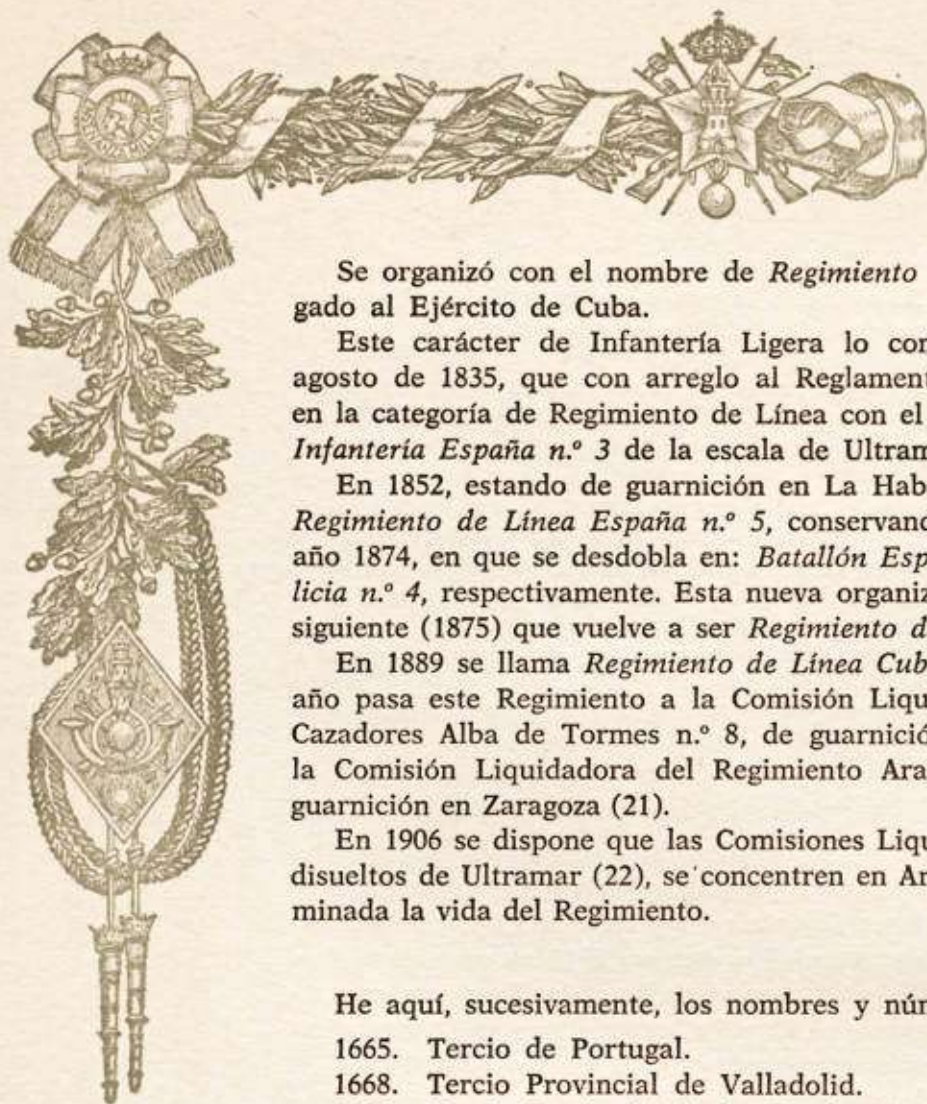 Se organizó con el nombre de Regimiento
gado al Ejército de Cuba.
Este carácter de Infantería Ligera lo con
agosto de 1835, que con arreglo al Reglament
en la categoría de Regimiento de Línea con el
Infantería España n.º 3 de la escala de Ultram
En 1852, estando de guarnición en La Hab
Regimiento de Línea España n.º 5, conservand
año 1874, en que se desdobla en: Batallón Esp
licia n.º 4, respectivamente. Esta nueva organiz
siguiente (1875) que vuelve a ser Regimiento d
En 1889 se llama Regimiento de Línea Cub
año pasa este Regimiento a la Comisión Liqu
Cazadores Alba de Tormes n.º 8, de guarnició
la Comisión Liquidadora del Regimiento Ara
guarnición en Zaragoza (21).
En 1906 se dispone que las Comisiones Liqu
disueltos de Ultramar (22), se concentren en Ar
minada la vida del Regimiento.
He aquí, sucesivamente, los nombres y núm
1665. Tercio de Portugal.
1668. Tercio Provincial de Valladolid.